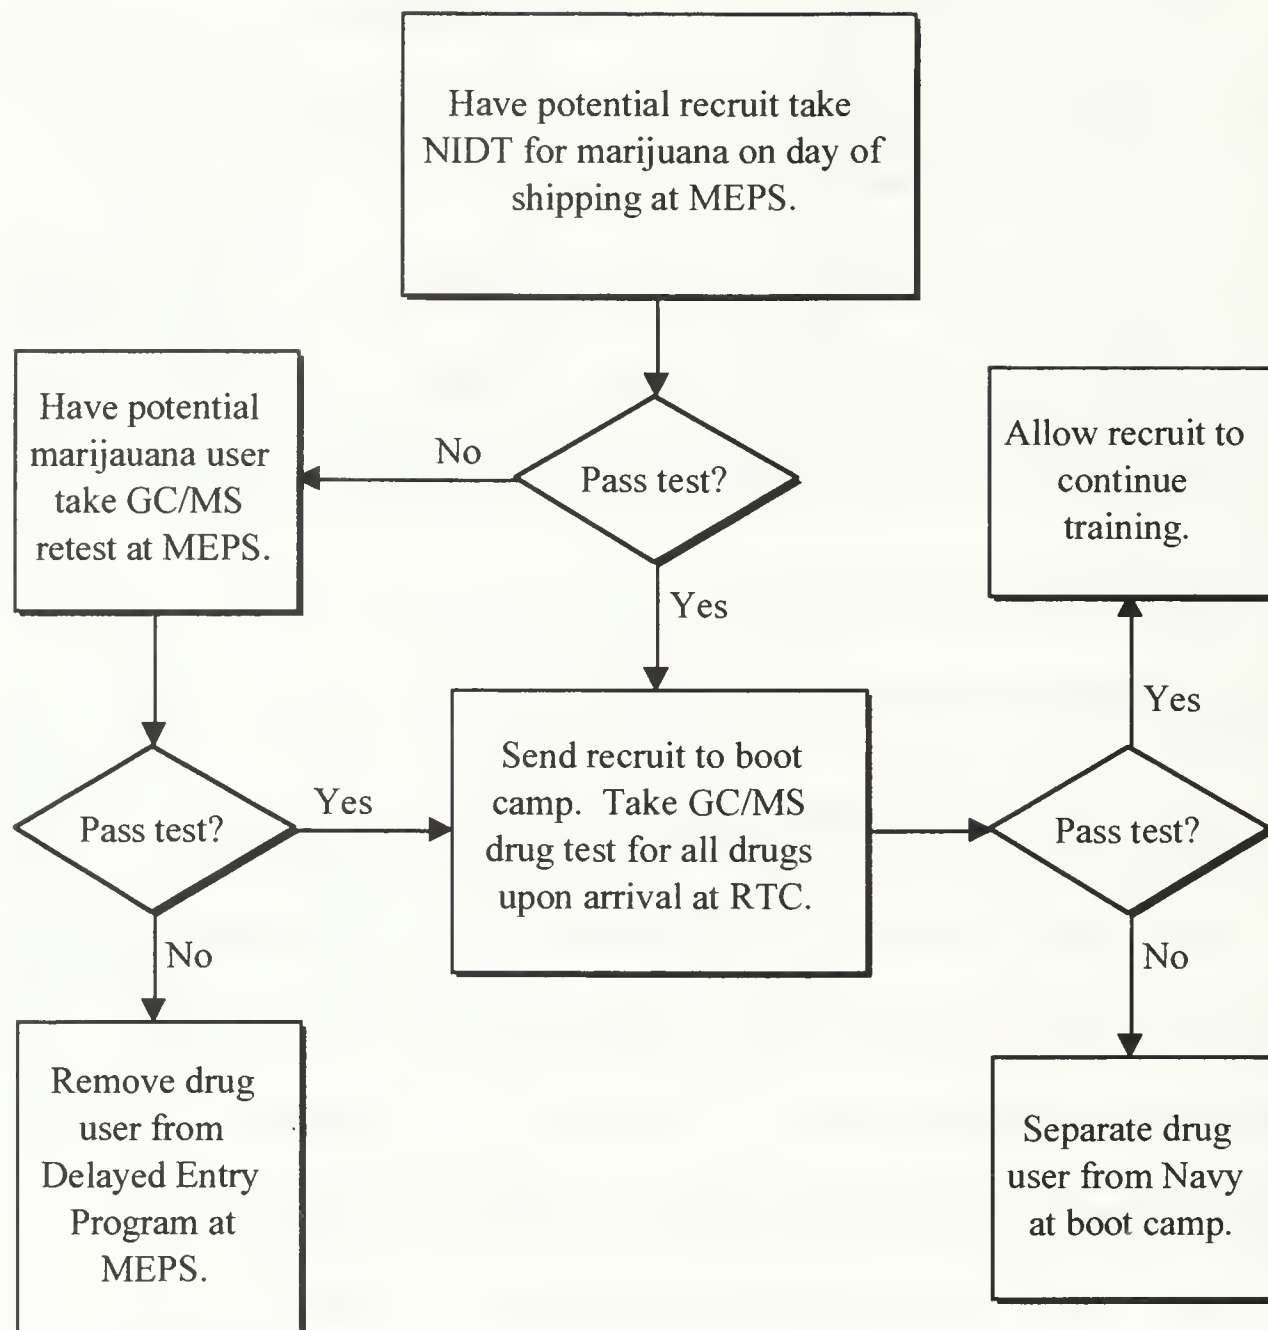 Have potential recruit take
NIDT for marijuana on day of
shipping at MEPS.
Have potential
marijauana user
take GC/MS
retest at MEPS.
No
Pass test?
Yes
Allow recruit to
continue
training.
Yes
Pass test?
Yes
Send recruit to boot
camp. Take GC/MS
drug test for all drugs
upon arrival at RTC.
Pass test?
No
No
Remove drug
user from
Delayed Entry
Program at
MEPS.
Separate drug
user from Navy
at boot camp.